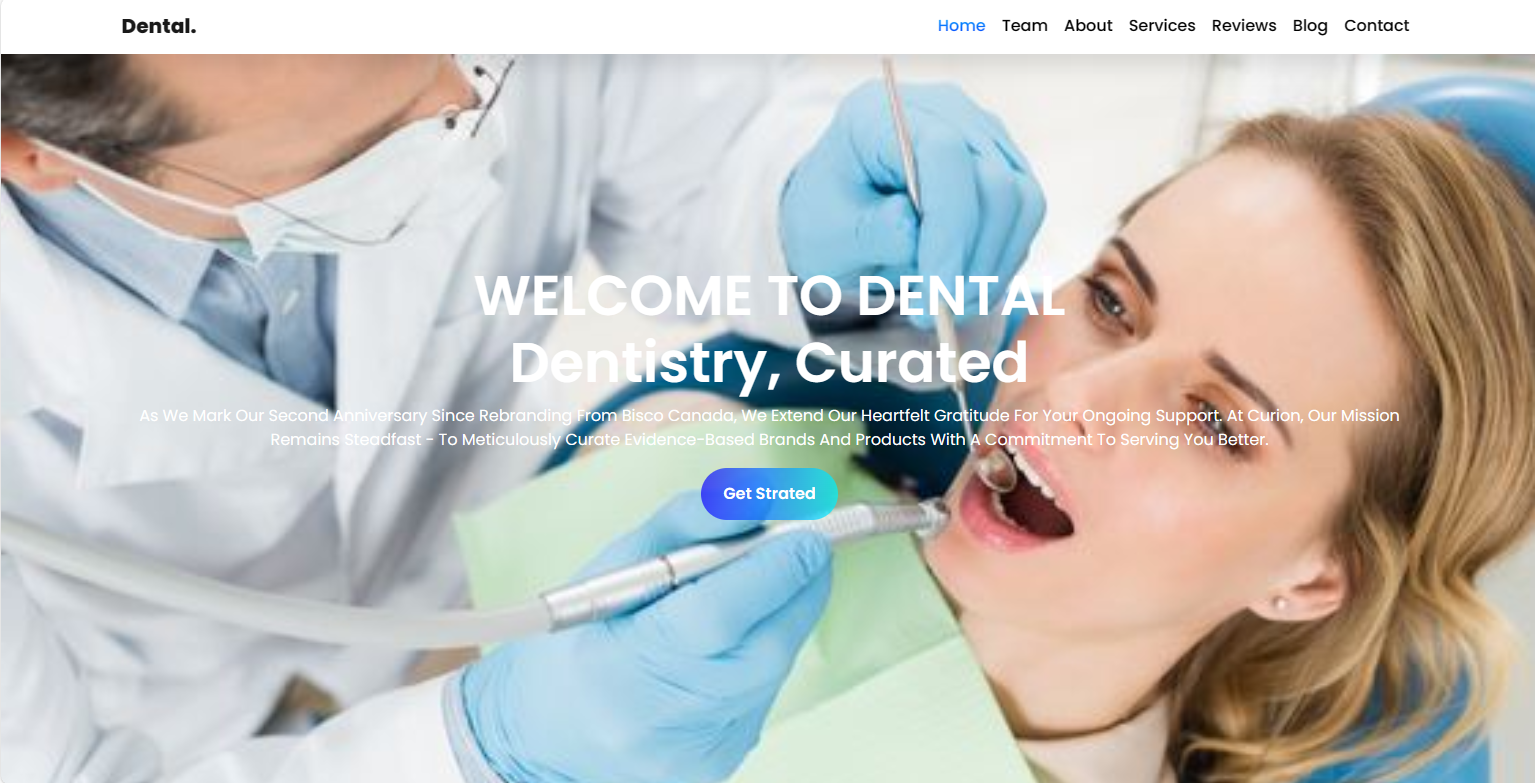 Dental.
Home Team About Services Reviews Blog Contact
WELCOME TO DENTAL
Dentistry, Curated
As We Mark Our Second Anniversary Since Rebranding From Bisco Canada, We Extend Our Heartfelt Gratitude For Your Ongoing Support. At Curion, Our Mission
Remains Steadfast - To Meticulously Curate Evidence-Based Brands And Products With A Commitment To Serving You Better.
Get Strated